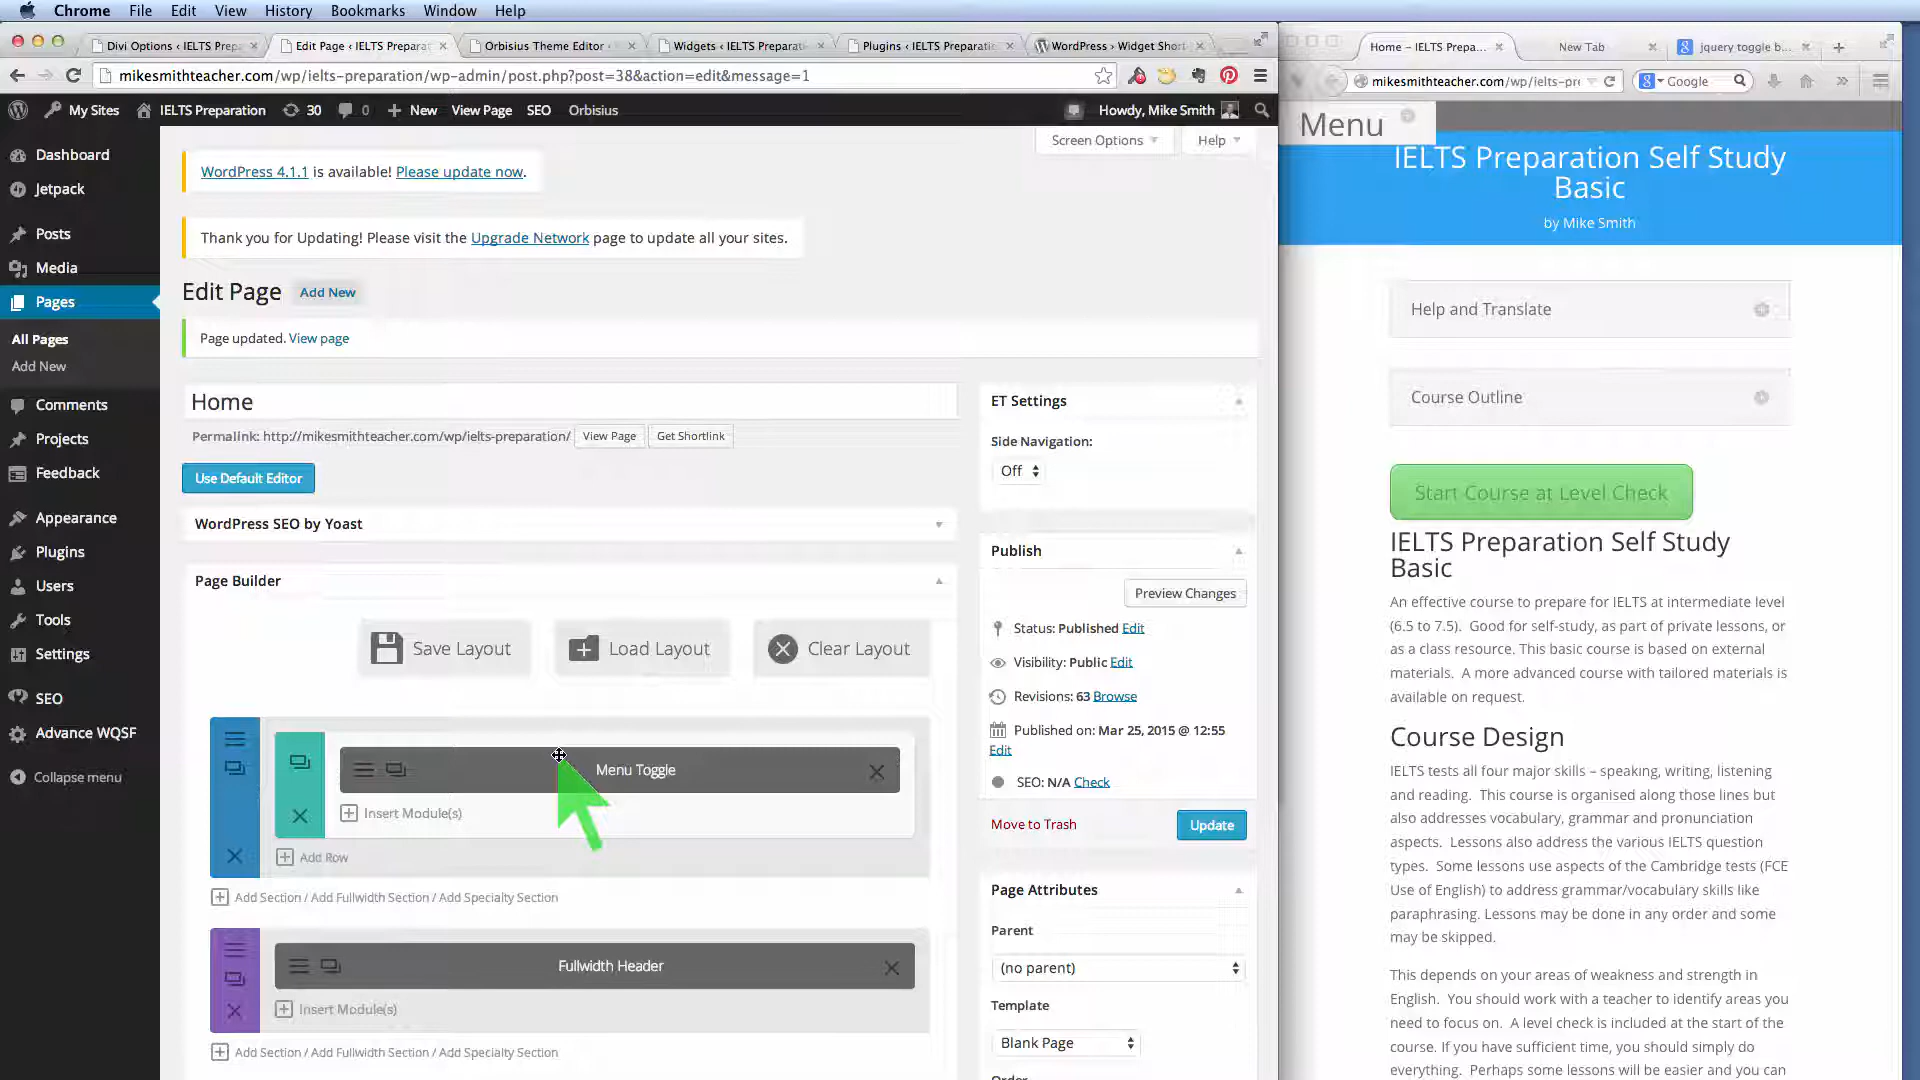 Chrome File Edit View History Bookmarks Window Help
Divi Options ‹ IELTS Prep
Edit Page ‹ IELTS Preparat
Orbisius Theme Editor
Widgets ‹ IELTS Preparati
Plugins ‹ IELTS Preparatio
WordPress › Widget Short
Home – IELTS Prepa...
New Tab
jquery toggle b...
mikesmithteacher.com/wp/ielts-preparation/wp-admin/post.php?post=38&action=edit&message=1
mikesmithteacher.com/wp/ielts-pre
Google
My Sites
IELTS Preparation
30
0
New
View Page
SEO
Orbisius
Howdy, Mike Smith
Screen Options
Help
Dashboard
Jetpack
Posts
Media
Pages
All Pages
Add New
Comments
Projects
Feedback
Appearance
Plugins
Users
Tools
Settings
SEO
Advance WQSF
Collapse menu
WordPress 4.1.1 is available! Please update now.
Thank you for Updating! Please visit the Upgrade Network page to update all your sites.
Edit Page
Add New
Page updated. View page
Home
Permalink: http://mikesmithteacher.com/wp/ielts-preparation/
View Page
Get Shortlink
Use Default Editor
WordPress SEO by Yoast
Page Builder
Save Layout
Load Layout
Clear Layout
Menu Toggle
Insert Module(s)
Add Row
Add Section / Add Fullwidth Section / Add Specialty Section
Fullwidth Header
Insert Module(s)
Add Section / Add Fullwidth Section / Add Specialty Section
ET Settings
Side Navigation:
Off
Publish
Preview Changes
Status: Published Edit
Visibility: Public Edit
Revisions: 63 Browse
Published on: Mar 25, 2015 @ 12:55
Edit
SEO: N/A Check
Move to Trash
Update
Page Attributes
Parent
(no parent)
Template
Blank Page
Order
Menu
IELTS Preparation Self Study
Basic
by Mike Smith
Help and Translate
Course Outline
Start Course at Level Check
IELTS Preparation Self Study
Basic
An effective course to prepare for IELTS at intermediate level
(6.5 to 7.5). Good for self-study, as part of private lessons, or
as a class resource. This basic course is based on external
materials. A more advanced course with tailored materials is
available on request.
Course Design
IELTS tests all four major skills – speaking, writing, listening
and reading. This course is organised along those lines but
also addresses vocabulary, grammar and pronunciation
aspects. Lessons also address the various IELTS question
types. Some lessons use aspects of the Cambridge tests (FCE
Use of English) to address grammar/vocabulary skills like
paraphrasing. Lessons may be done in any order and some
may be skipped.
This depends on your areas of weakness and strength in
English. You should work with a teacher to identify areas you
need to focus on. A level check is included at the start of the
course. If you have sufficient time, you should simply do
everything. Perhaps some lessons will be easier and you can